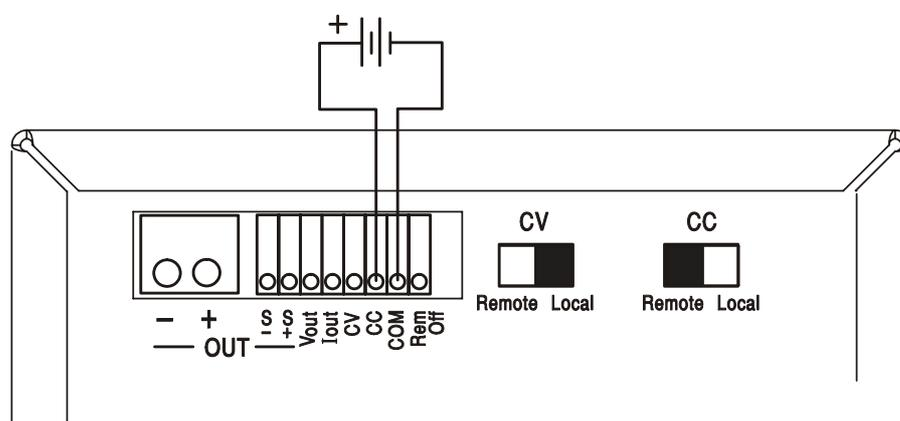 +
CV
CC
Remote Local
Remote Local
- +
S -
S +
Vout
Iout
CV
CC
COM
Rem Off
OUT